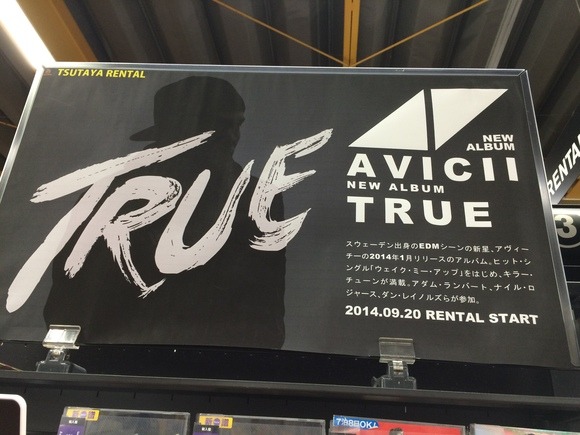 TSUTAYA RENTAL
TRUE
NEW
ALBUM
AVICII
NEW ALBUM
TRUE
スウェーデン出身のEDMシーンの新星、アヴィー
チーの2014年1月リリースのアルバム。ヒット・シ
ングル「ウェイク・ミー・アップ」をはじめ、キラー・
チューンが満載。アダム・ランバート、ナイル・ロ
ジャース、ダン・レイノルズらが参加。
2014.09.20 RENTAL START
RENTAL
3